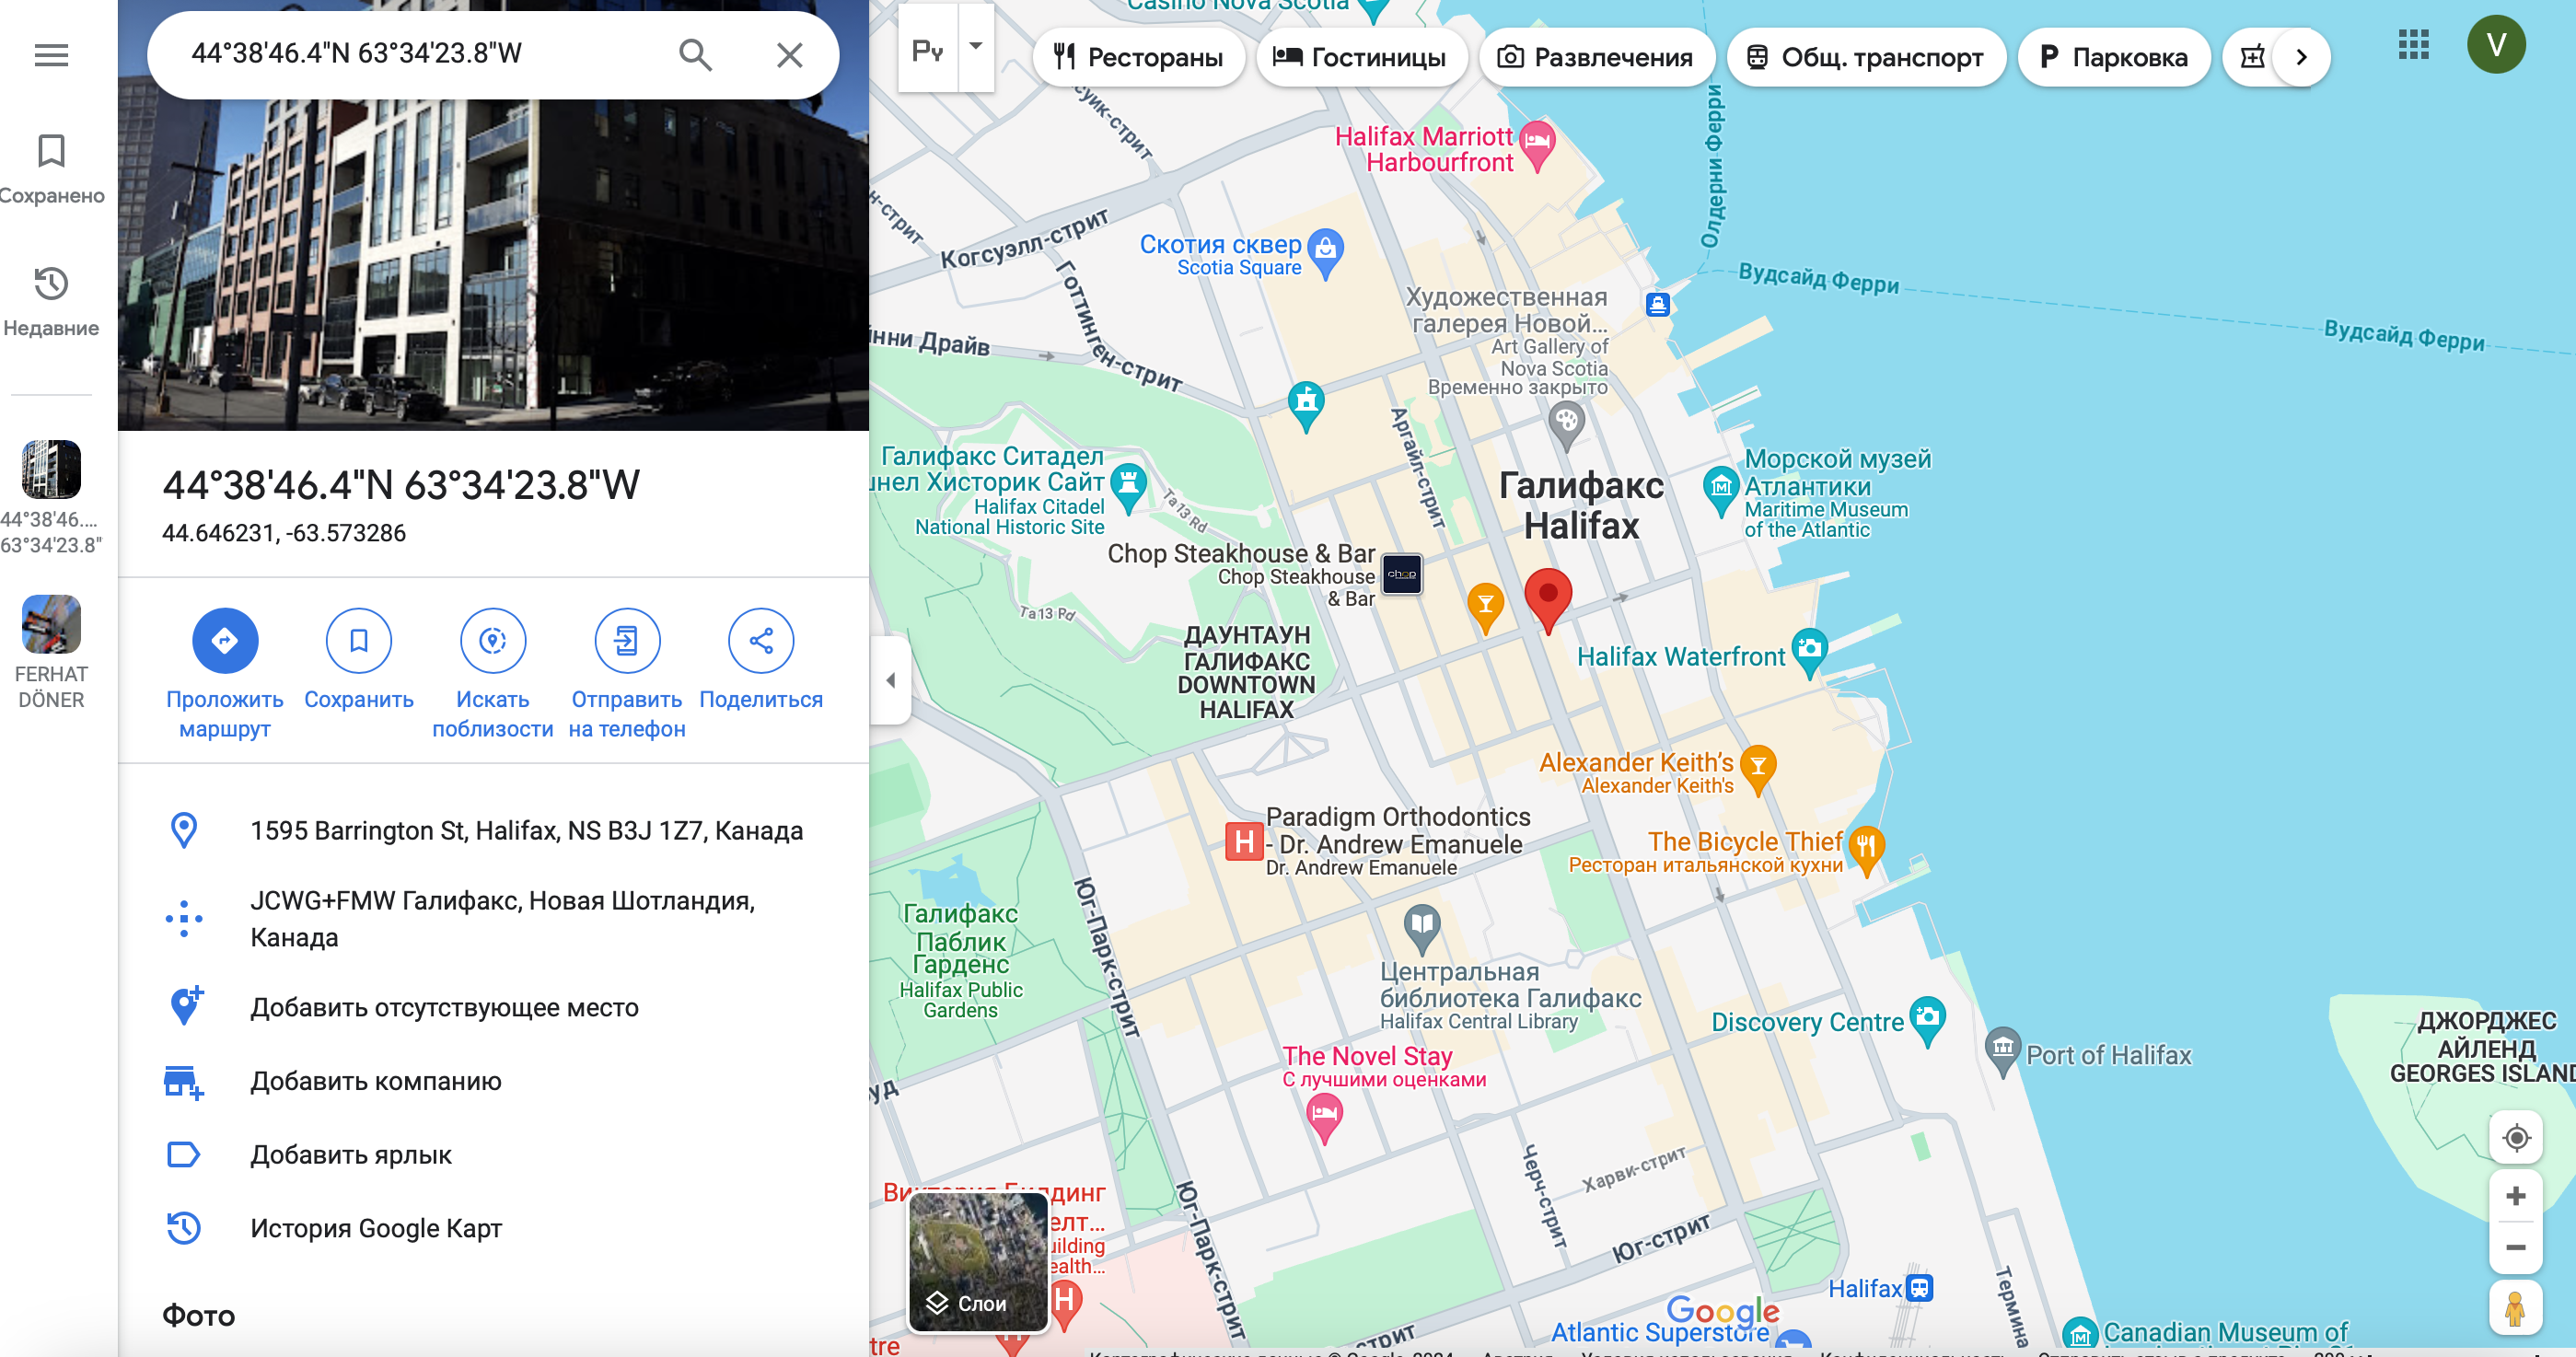 44°38'46.4"N 63°34'23.8"W
Сохранено
Недавние
44°38'46....
63°34'23.8"
FERHAT
DÖNER
44°38'46.4"N 63°34'23.8"W
44.646231, -63.573286
Проложить
маршрут
Сохранить
Искать
поблизости
Отправить
на телефон
Поделиться
1595 Barrington St, Halifax, NS B3J 1Z7, Канада
JCWG+FMW Галифакс, Новая Шотландия,
Канада
Добавить отсутствующее место
Добавить компанию
Добавить ярлык
История Google Карт
Фото
Casino Nova Scotia
Ру
Рестораны
Гостиницы
Развлечения
Общ. транспорт
P Парковка
V
Halifax Marriott
Harbourfront
Олдерни Ферри
Когсуэлл-стрит
Скотия сквер
Scotia Square
Готтинген-стрит
Вудсайд Ферри
Вудсайд Ферри
Художественная
галерея Новой...
Art Gallery of
Nova Scotia
Временно закрыто
Драйв
Аргайл-стрит
Галифакс Ситадел
Хисторик Сайт
Halifax Citadel
National Historic Site
Ta 13 Rd
Ta 13 Rd
Галифакс
Halifax
Морской музей
Атлантики
Maritime Museum
of the Atlantic
Chop Steakhouse & Bar
Chop Steakhouse
& Bar
chop
ДАУНТАУН
ГАЛИФАКС
DOWNTOWN
HALIFAX
Halifax Waterfront
Alexander Keith's
Alexander Keith's
Paradigm Orthodontics
- Dr. Andrew Emanuele
Dr. Andrew Emanuele
H
The Bicycle Thief
Ресторан итальянской кухни
Юг-Парк-стрит
Галифакс
Паблик
Гарденс
Halifax Public
Gardens
Центральная
библиотека Галифакс
Halifax Central Library
Discovery Centre
Port of Halifax
ДЖОРДЖЕС
АЙЛЕНД
GEORGES ISLAND
The Novel Stay
С лучшими оценками
Черч-стрит
Харви-стрит
Юг-Парк-стрит
Юг-стрит
H
Слои
Halifax
Google
Atlantic Superstore
Canadian Museum of